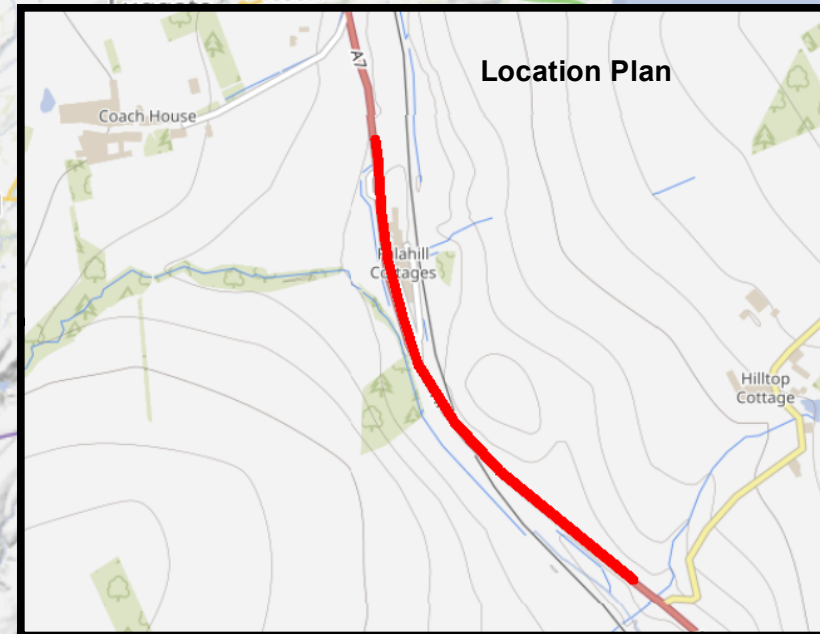 Location Plan
A7
Coach House
Cottages
Hilltop
Cottage